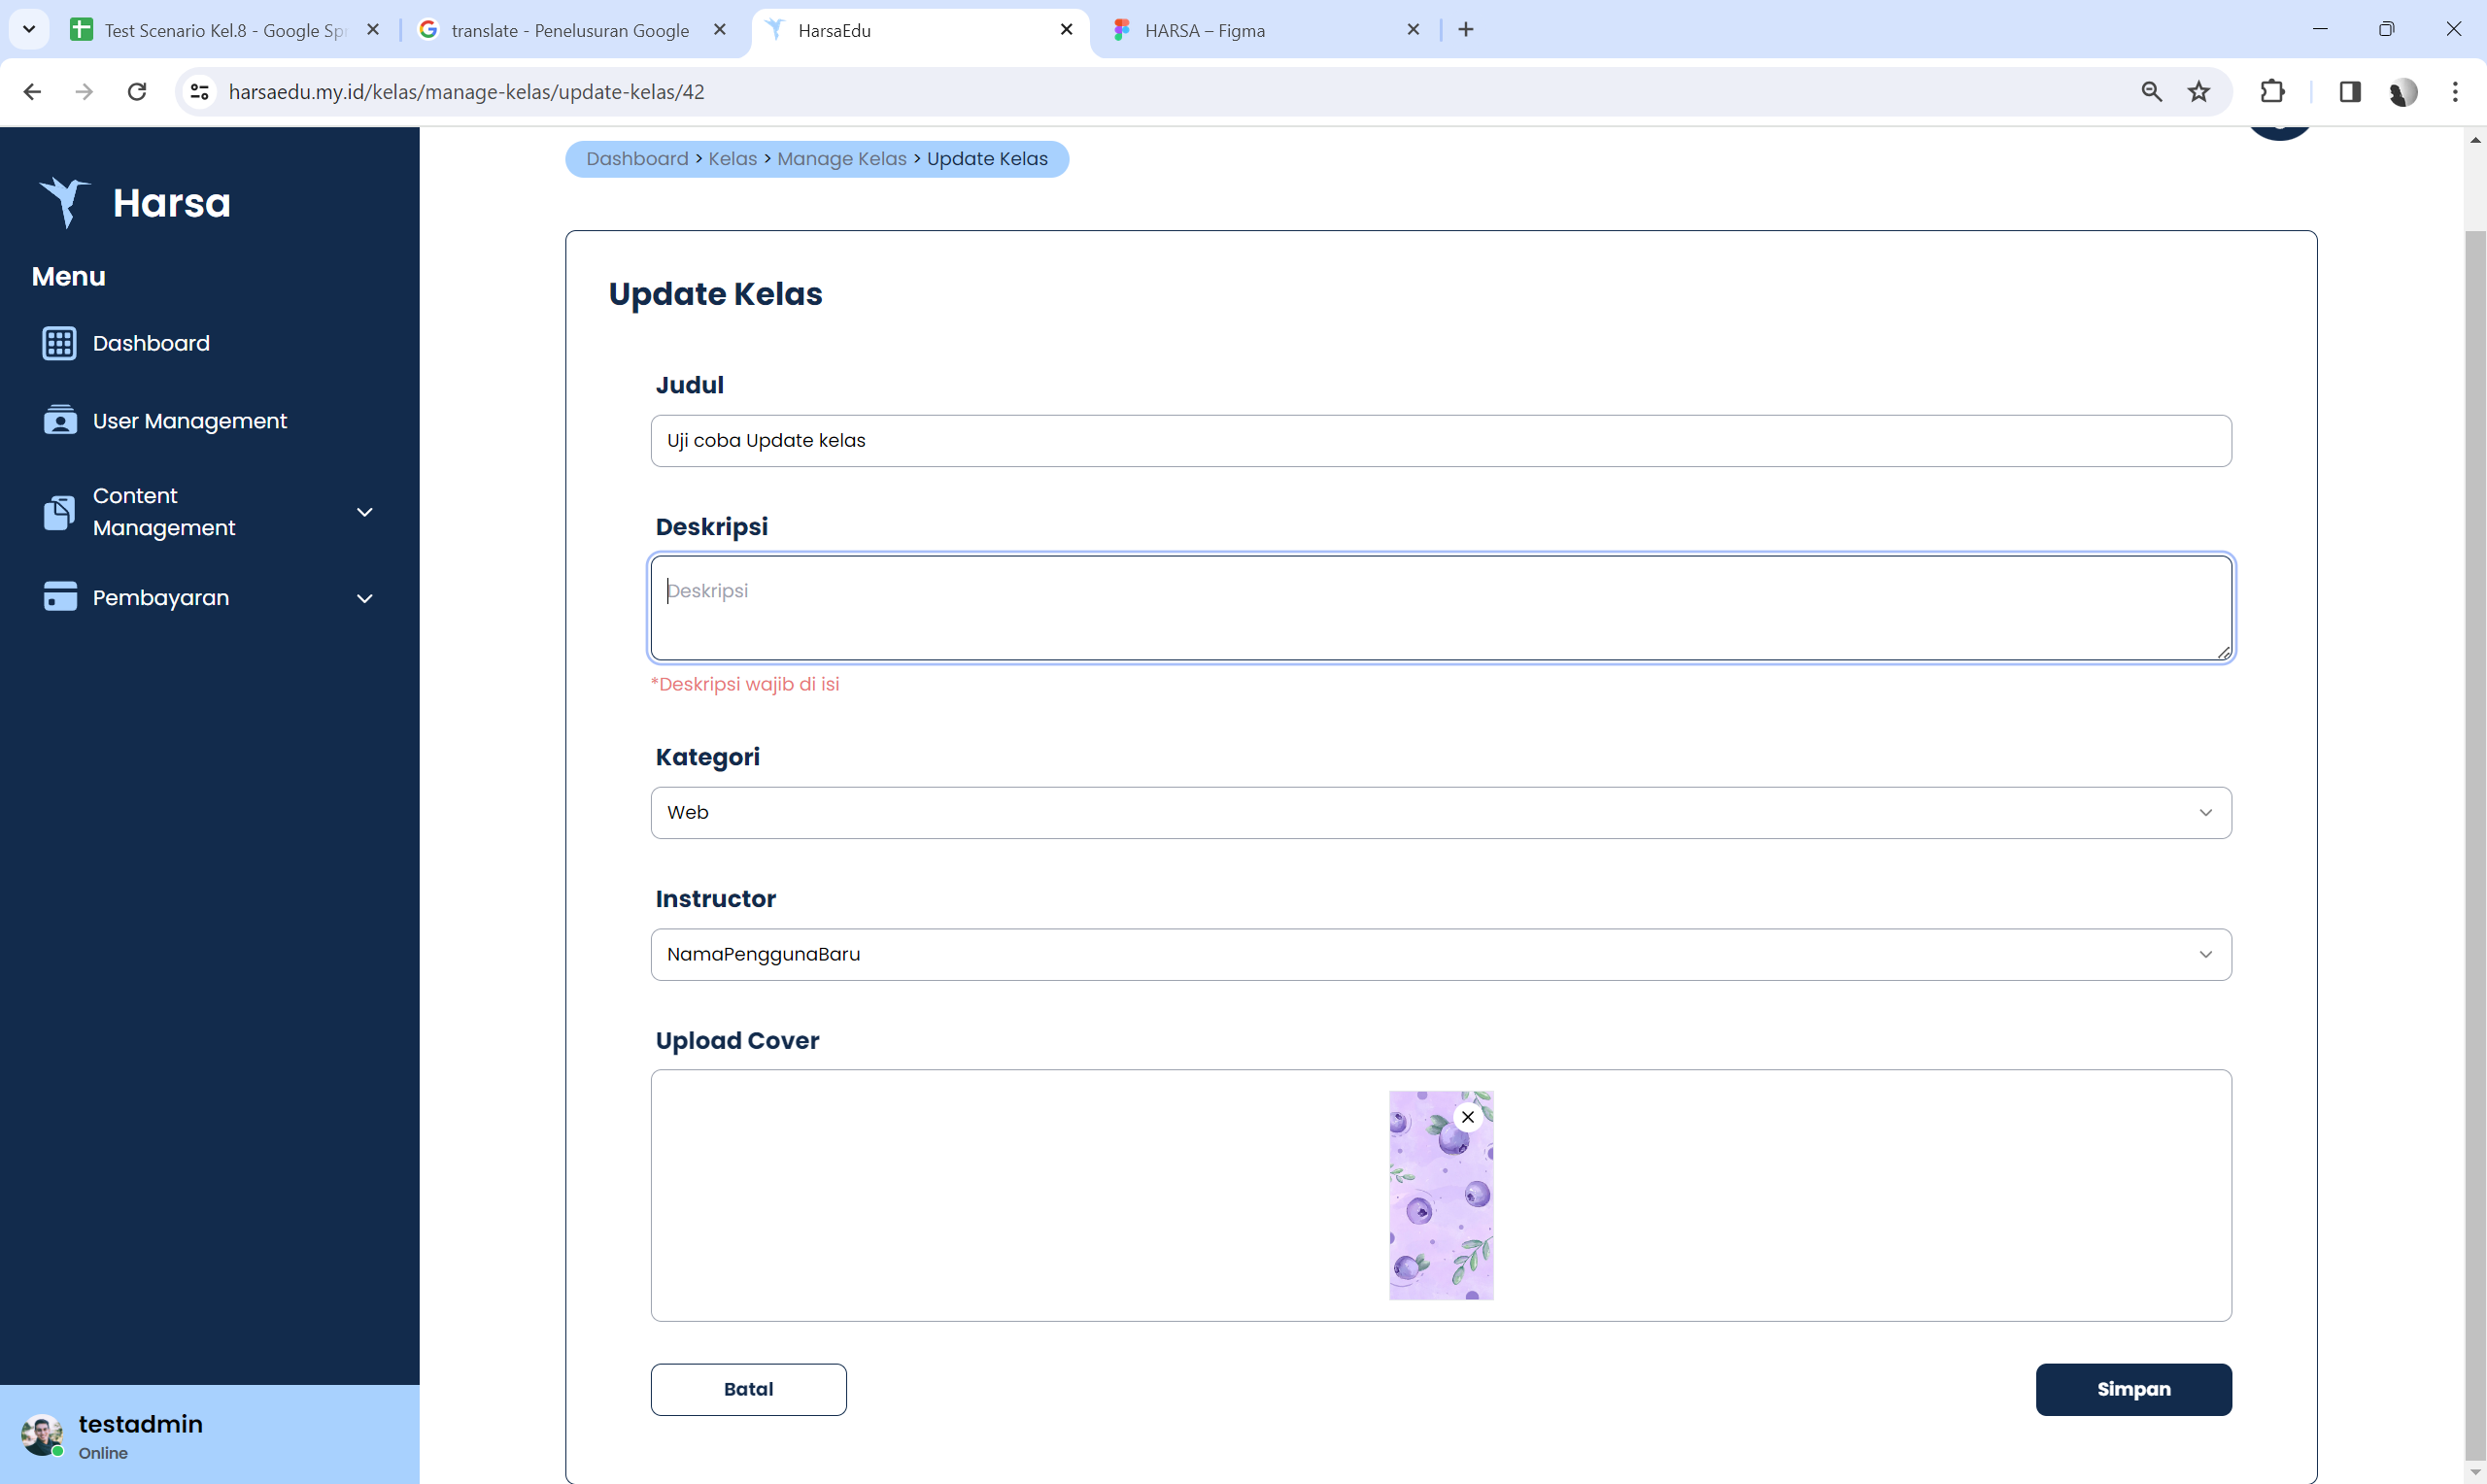 Test Scenario Kel.8 - Google Sp
translate - Penelusuran Google
HarsaEdu
HARSA – Figma
harsaedu.my.id/kelas/manage-kelas/update-kelas/42
Harsa
Menu
Dashboard
User Management
Content
Management
Pembayaran
testadmin
Online
Dashboard > Kelas > Manage Kelas > Update Kelas
Update Kelas
Judul
Uji coba Update kelas
Deskripsi
Deskripsi
*Deskripsi wajib di isi
Kategori
Web
Instructor
NamaPenggunaBaru
Upload Cover
Batal
Simpan